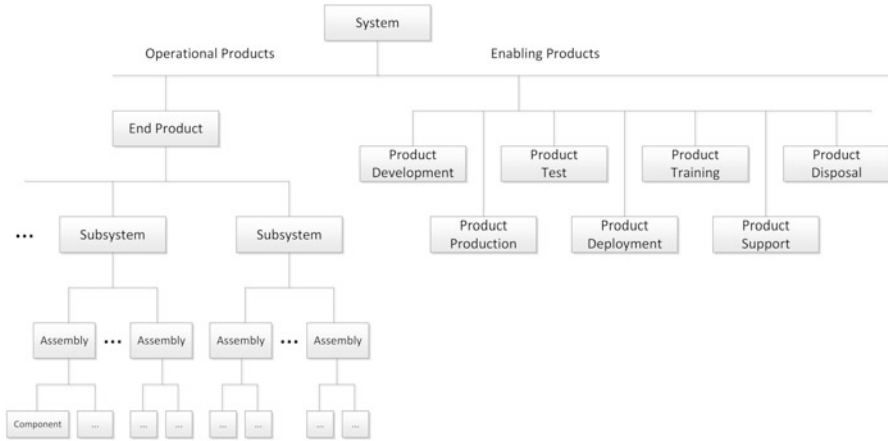 System
Operational Products
Enabling Products
End Product
Product
Development
Product
Test
Product
Training
Product
Disposal
...
Subsystem
Subsystem
Product
Production
Product
Deployment
Product
Support
Assembly
...
Assembly
Assembly
...
Assembly
Component
...
...
...
...
...
...
...